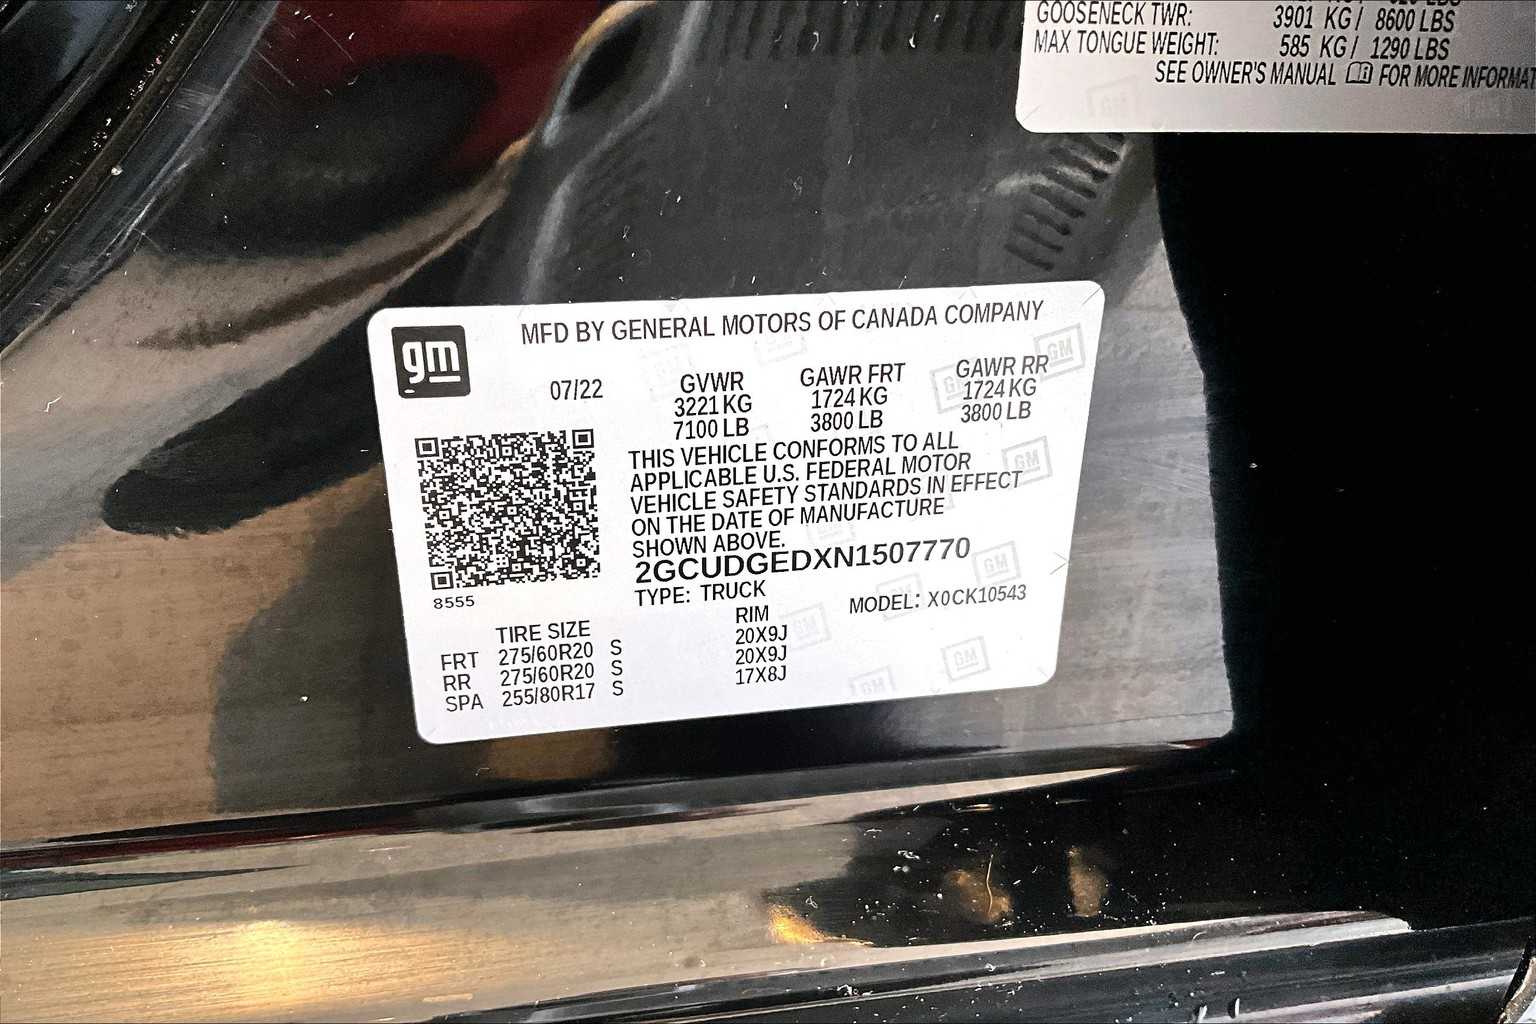 GOOSENECK TWR: 3901 KG / 8600 LBS
MAX TONGUE WEIGHT: 585 KG / 1290 LBS
SEE OWNER'S MANUAL FOR MORE
gm
MFD BY GENERAL MOTORS OF CANADA COMPANY
07/22
GVWR GAWR FRT GAWR RR
3221 KG 1724 KG 1724 KG
7100 LB 3800 LB 3800 LB
THIS VEHICLE CONFORMS TO ALL
APPLICABLE U.S. FEDERAL MOTOR
VEHICLE SAFETY STANDARDS IN EFFECT
ON THE DATE OF MANUFACTURE
SHOWN ABOVE.
2GCUDGEDXN1507770
8555
TYPE: TRUCK MODEL: X0CK10543
TIRE SIZE RIM
FRT 275/60R20 S 20X9J
RR 275/60R20 S 20X9J
SPA 255/80R17 S 17X8J